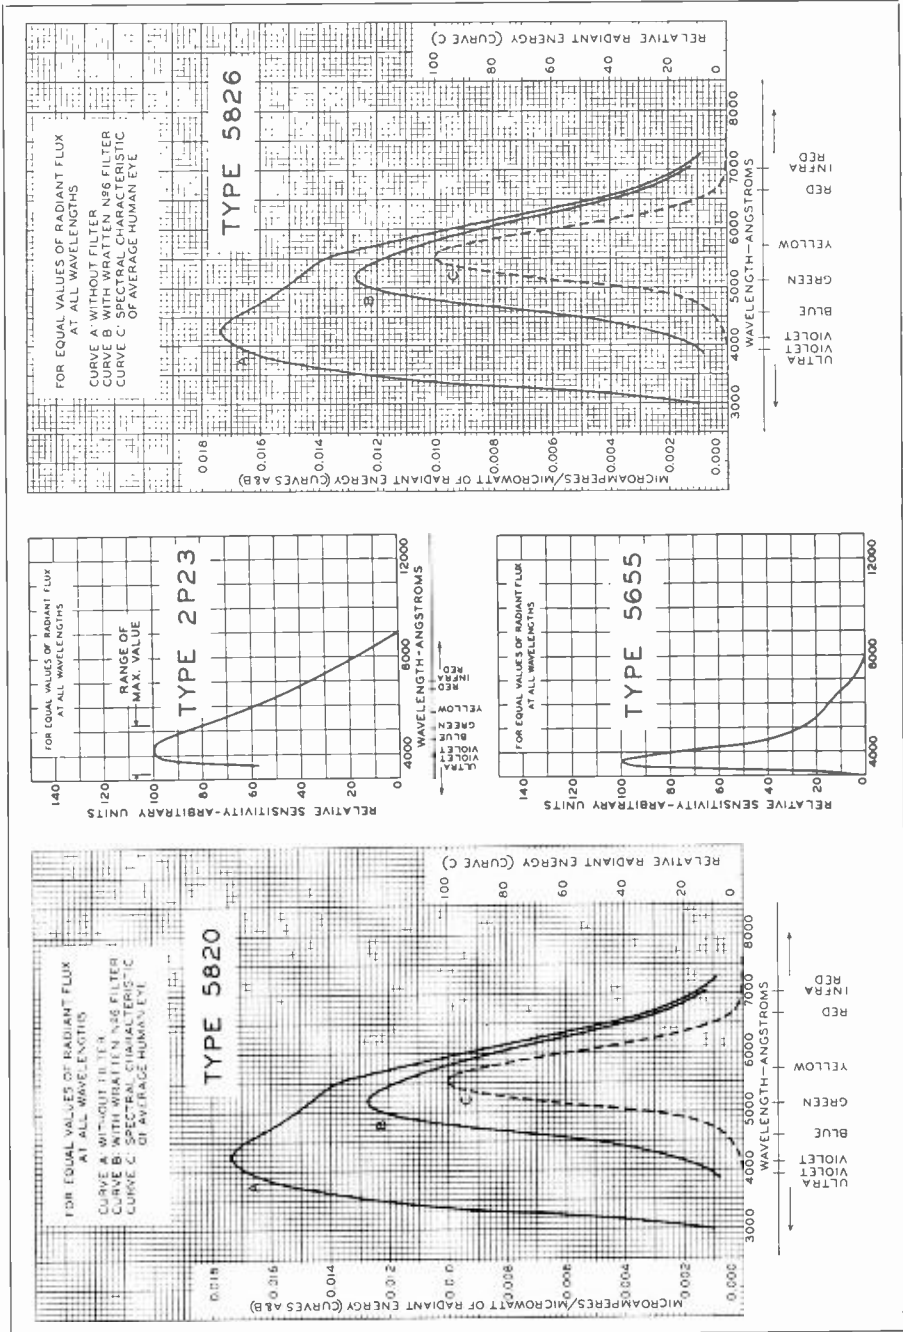 FOR EQUAL VALUES OF RADIANT FLUX
AT ALL WAVELENGTHS
CURVE A: WITHOUT FILTER
CURVE B: WITH WRATTEN Nº6 FILTER
CURVE C: SPECTRAL CHARACTERISTIC
OF AVERAGE HUMAN EYE
TYPE 5820
MICROAMPERES/MICROWATT OF RADIANT ENERGY (CURVES A&B)
0.018
0.016
0.014
0.012
0.008
0.006
0.004
0.002
0.000
A
B
C
RELATIVE RADIANT ENERGY (CURVE C)
100
80
60
40
20
0
3000
4000
5000
6000
7000
8000
WAVELENGTH—ANGSTROMS
ULTRA
VIOLET
VIOLET
BLUE
GREEN
YELLOW
RED
INFRA
RED
FOR EQUAL VALUES OF RADIANT FLUX
AT ALL WAVELENGTHS
RANGE OF
MAX. VALUE
TYPE 2P23
RELATIVE SENSITIVITY-ARBITRARY UNITS
140
120
100
80
60
40
20
0
4000
8000
12000
WAVELENGTH-ANGSTROMS
ULTRA
VIOLET
VIOLET
BLUE
GREEN
YELLOW
RED
INFRA
RED
FOR EQUAL VALUES OF RADIANT FLUX
AT ALL WAVELENGTHS
TYPE 5655
RELATIVE SENSITIVITY-ARBITRARY UNITS
140
120
100
80
60
40
20
0
4000
8000
12000
FOR EQUAL VALUES OF RADIANT FLUX
AT ALL WAVELENGTHS
CURVE A: WITHOUT FILTER
CURVE B: WITH WRATTEN Nº6 FILTER
CURVE C: SPECTRAL CHARACTERISTIC
OF AVERAGE HUMAN EYE
TYPE 5826
MICROAMPERES/MICROWATT OF RADIANT ENERGY (CURVES A&B)
0.018
0.016
0.014
0.012
0.010
0.008
0.006
0.004
0.002
0.000
A
B
C
RELATIVE RADIANT ENERGY (CURVE C)
100
80
60
40
20
0
3000
4000
5000
6000
7000
8000
WAVELENGTH—ANGSTROMS
ULTRA
VIOLET
VIOLET
BLUE
GREEN
YELLOW
RED
INFRA
RED